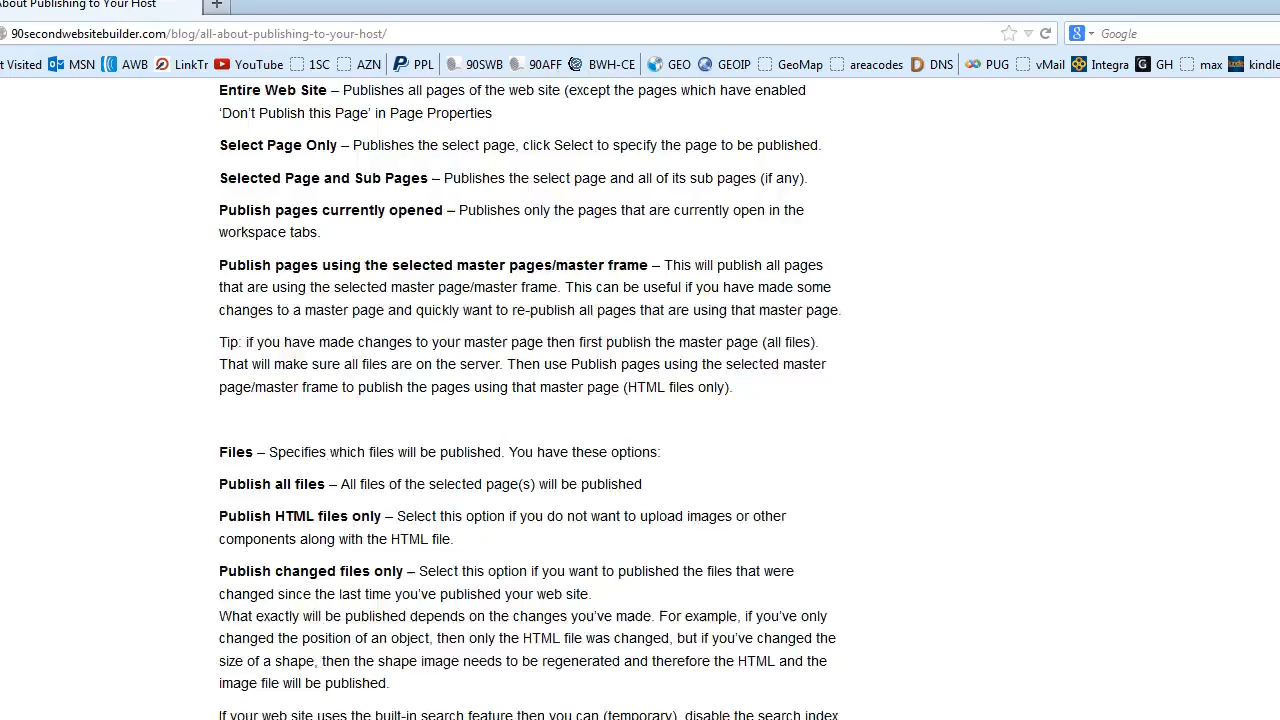 About Publishing to Your Host
90secondwebsitebuilder.com/blog/all-about-publishing-to-your-host/
Google
t Visited MSN AWB LinkTr YouTube 1SC AZN PPL 90SWB 90AFF BWH-CE GEO GEOIP GeoMap areacodes DNS PUG vMail Integra GH max kindle
Entire Web Site – Publishes all pages of the web site (except the pages which have enabled
‘Don’t Publish this Page’ in Page Properties
Select Page Only – Publishes the select page, click Select to specify the page to be published.
Selected Page and Sub Pages – Publishes the select page and all of its sub pages (if any).
Publish pages currently opened – Publishes only the pages that are currently open in the
workspace tabs.
Publish pages using the selected master pages/master frame – This will publish all pages
that are using the selected master page/master frame. This can be useful if you have made some
changes to a master page and quickly want to re-publish all pages that are using that master page.
Tip: if you have made changes to your master page then first publish the master page (all files).
That will make sure all files are on the server. Then use Publish pages using the selected master
page/master frame to publish the pages using that master page (HTML files only).
Files – Specifies which files will be published. You have these options:
Publish all files – All files of the selected page(s) will be published
Publish HTML files only – Select this option if you do not want to upload images or other
components along with the HTML file.
Publish changed files only – Select this option if you want to published the files that were
changed since the last time you’ve published your web site.
What exactly will be published depends on the changes you’ve made. For example, if you’ve only
changed the position of an object, then only the HTML file was changed, but if you’ve changed the
size of a shape, then the shape image needs to be regenerated and therefore the HTML and the
image file will be published.
If your web site uses the built-in search feature then you can (temporary), disable the search index